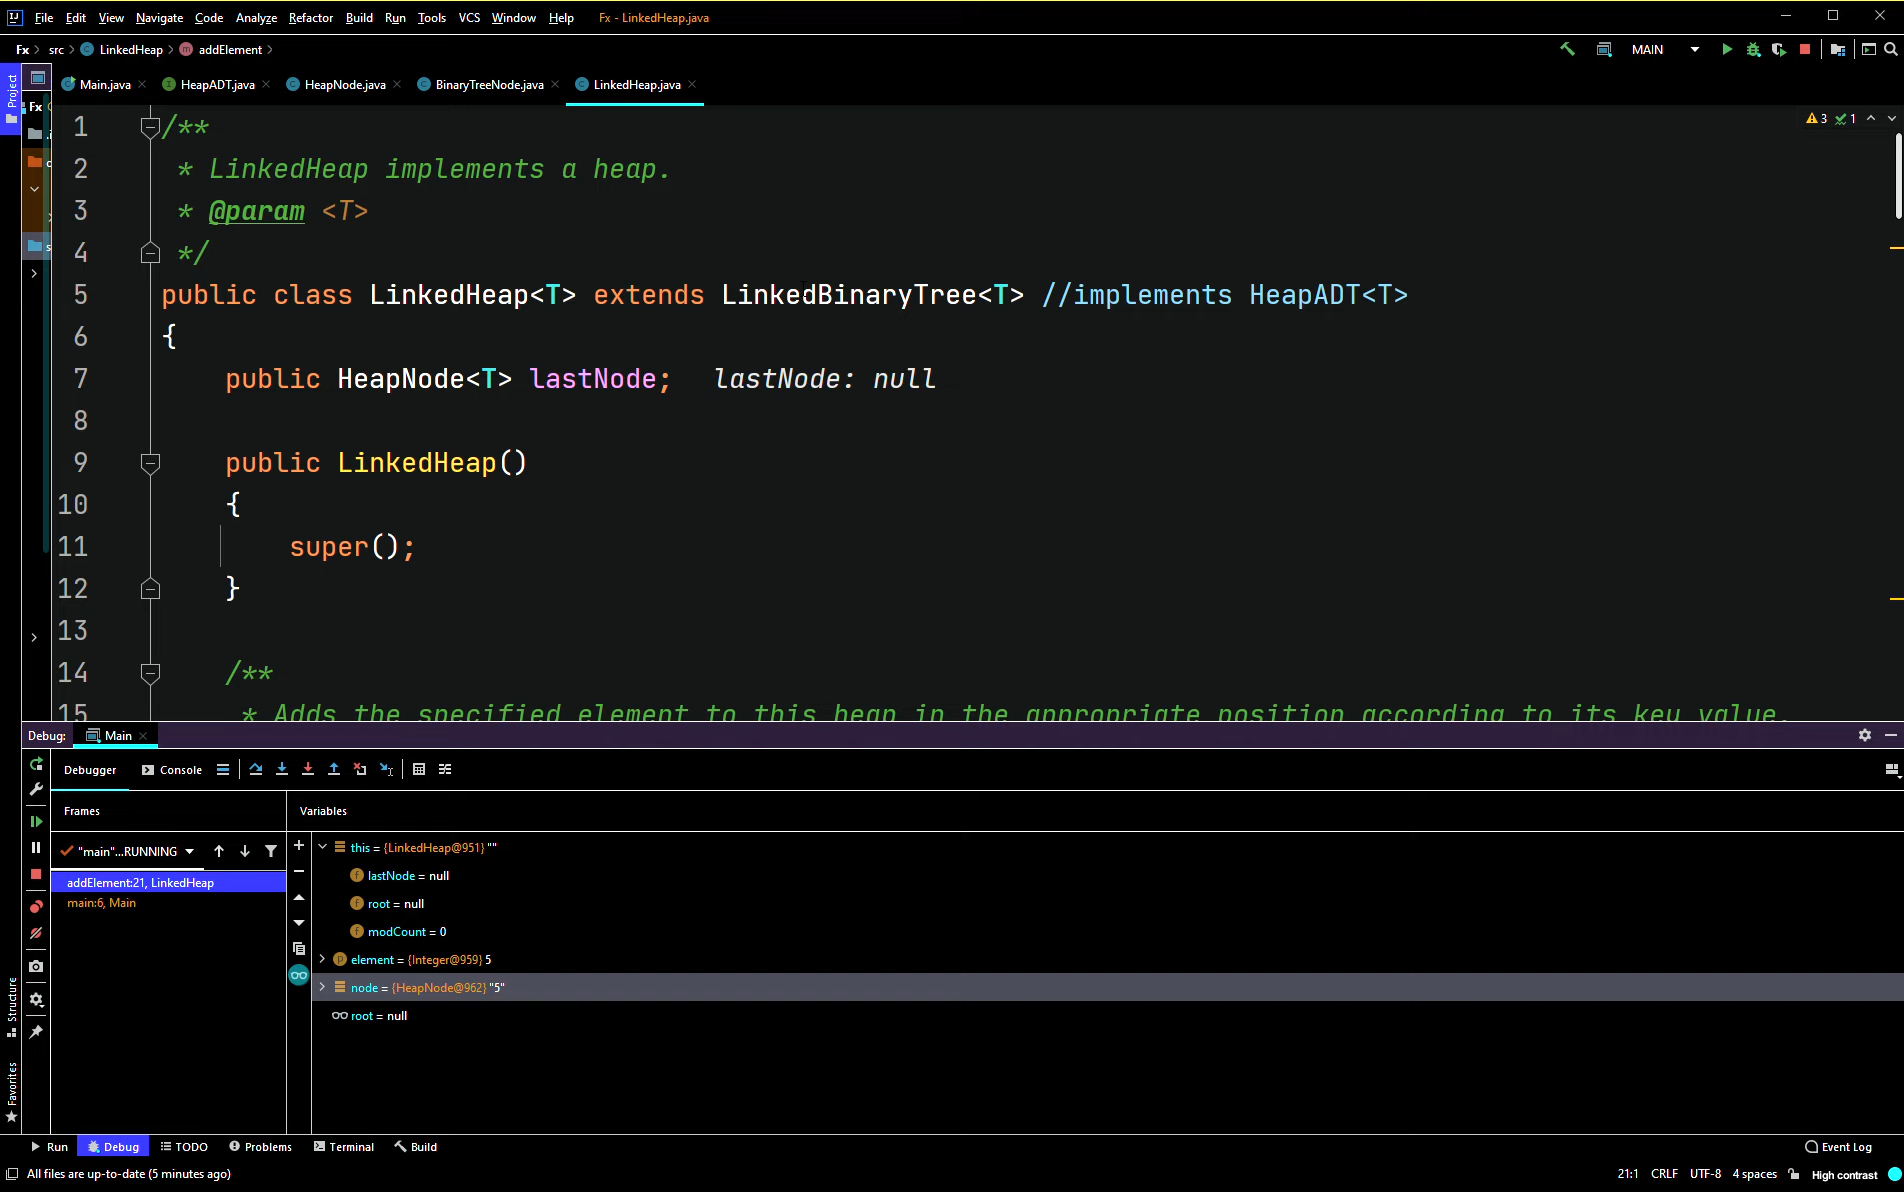 File Edit View Navigate Code Analyze Refactor Build Run Tools VCS Window Help Fx - LinkedHeap.java
Fx src LinkedHeap addElement MAIN
Main.java HeapADT.java HeapNode.java BinaryTreeNode.java LinkedHeap.java
Project
Fx
3 1
1 /**
2 * LinkedHeap implements a heap.
3 * @param <T>
4 */
5 public class LinkedHeap<T> extends LinkedBinaryTree<T> //implements HeapADT<T>
6 {
7 public HeapNode<T> lastNode; lastNode: null
8
9 public LinkedHeap()
10 {
11 super();
12 }
13
14 /**
15 * Adds the specified element to this heap in the appropriate position according to its key value.
Debug: Main
Debugger Console
Frames Variables
"main"...RUNNING
addElement:21, LinkedHeap
main:6, Main
this = {LinkedHeap@951} ""
lastNode = null
root = null
modCount = 0
element = {Integer@959} 5
node = {HeapNode@962} "5"
root = null
Structure
Favorites
Run Debug TODO Problems Terminal Build Event Log
All files are up-to-date (5 minutes ago) 21:1 CRLF UTF-8 4 spaces High contrast